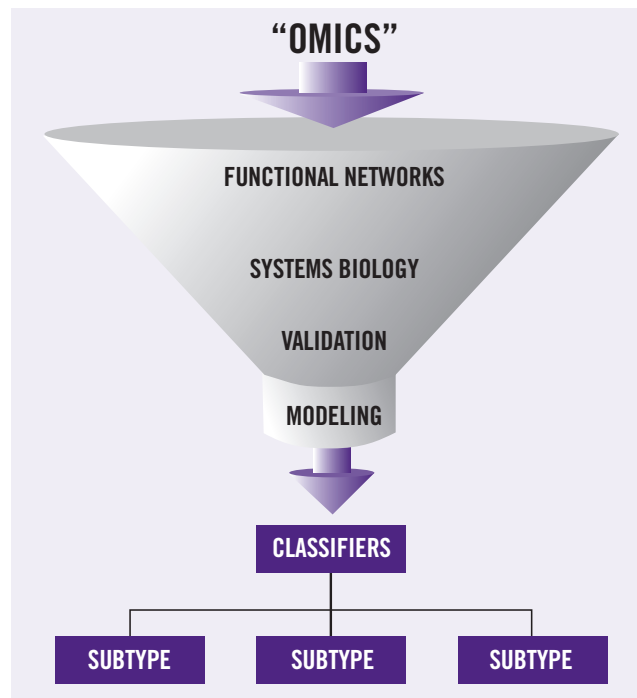 “OMICS”
FUNCTIONAL NETWORKS
SYSTEMS BIOLOGY
VALIDATION
MODELING
CLASSIFIERS
SUBTYPE
SUBTYPE
SUBTYPE